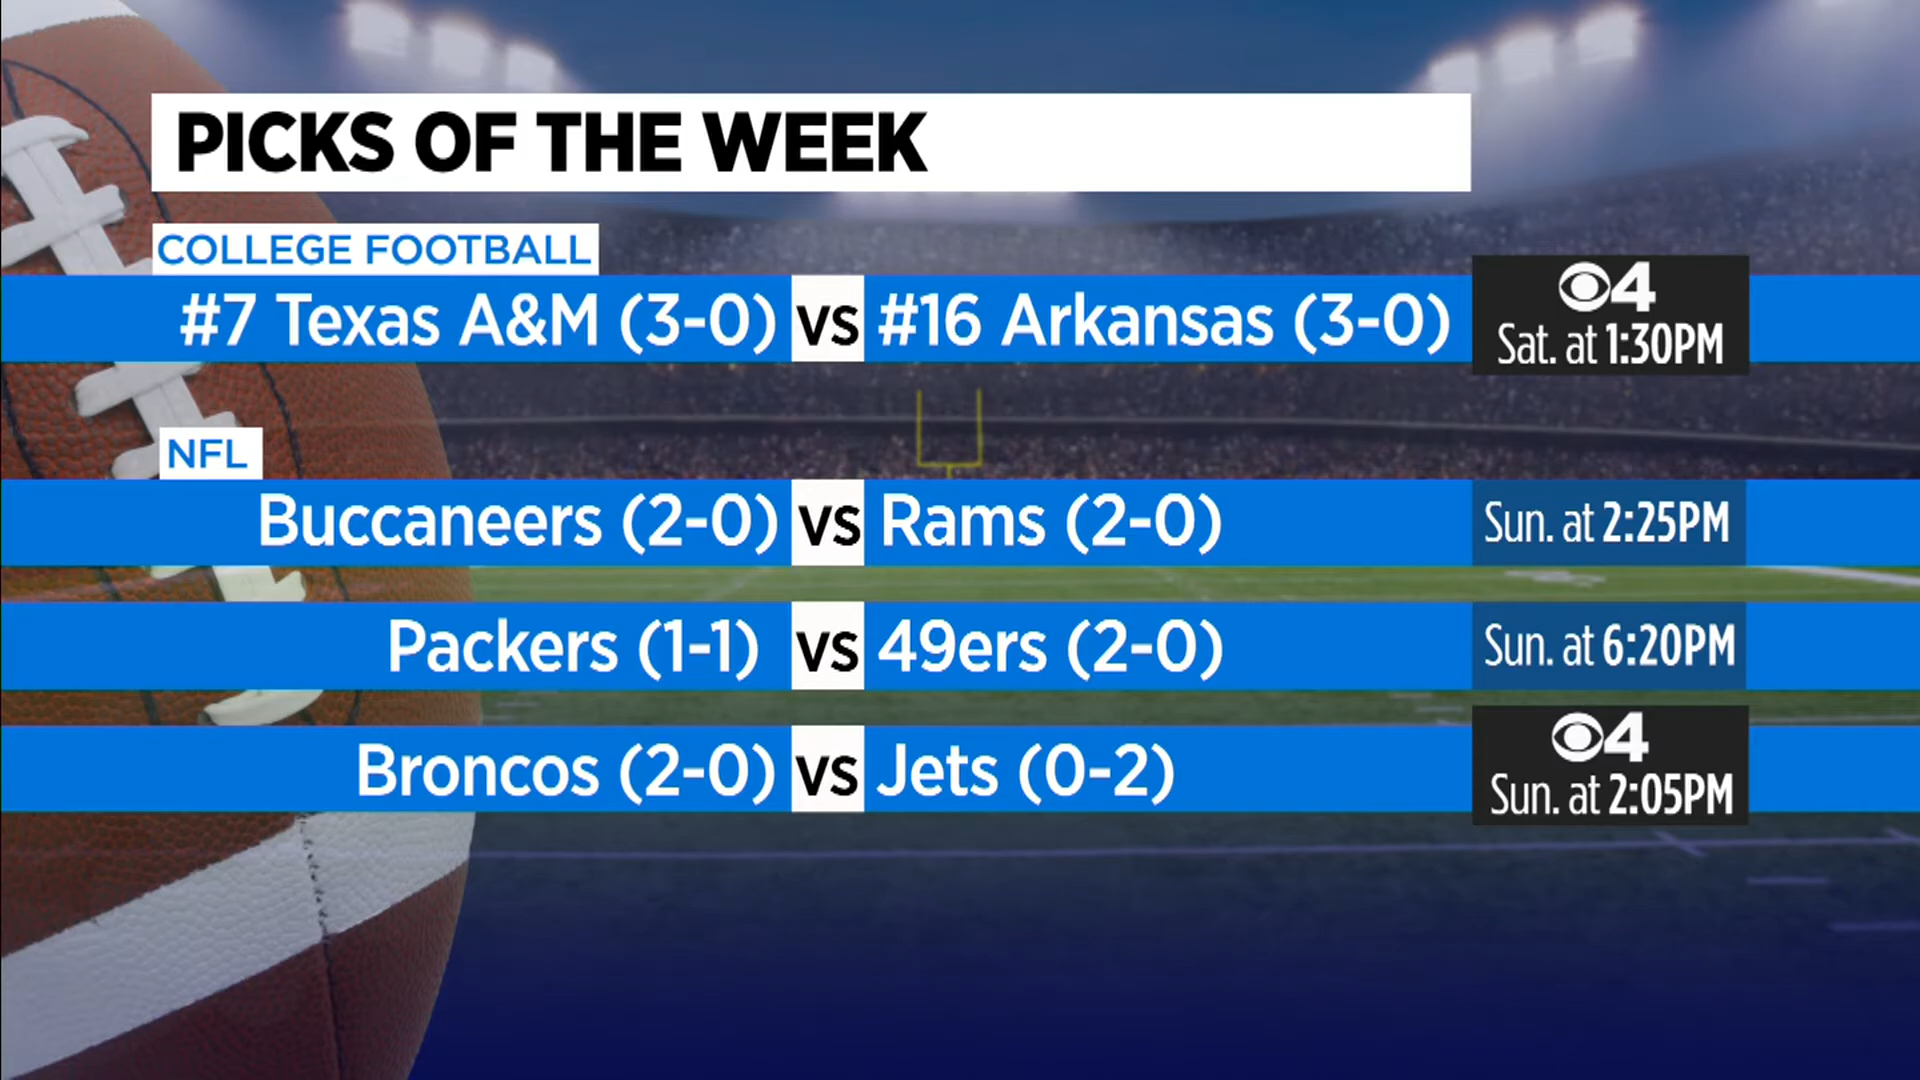 PICKS OF THE WEEK
COLLEGE FOOTBALL
#7 Texas A&M (3-0) vs #16 Arkansas (3-0)
4
Sat. at 1:30PM
NFL
Buccaneers (2-0) vs Rams (2-0) Sun. at 2:25PM
Packers (1-1) vs 49ers (2-0) Sun. at 6:20PM
Broncos (2-0) vs Jets (0-2)
4
Sun. at 2:05PM